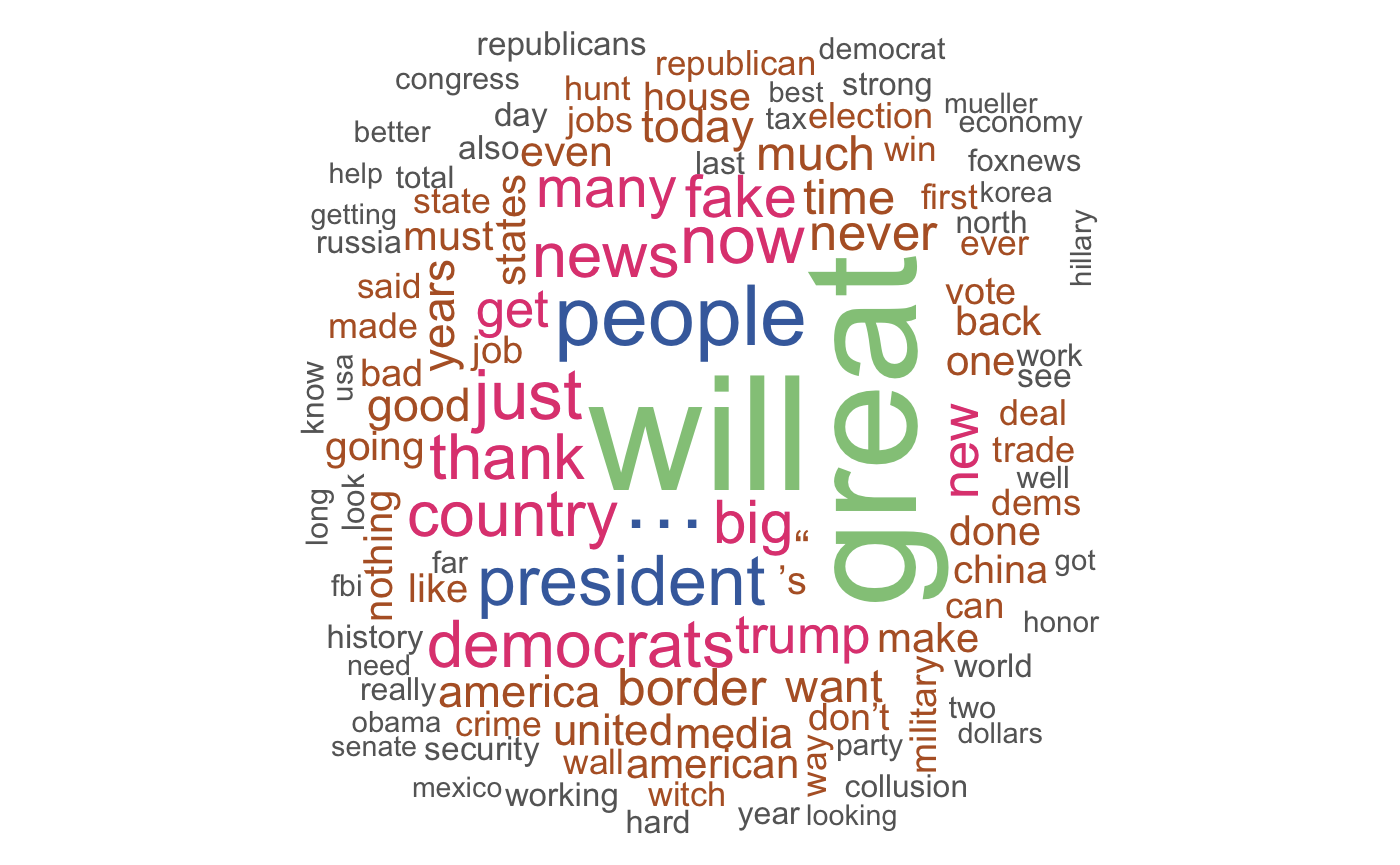 republicans
republican
democrat
congress
hunt
house
best
strong
mueller
day
jobs
today
tax
election
economy
better
also
even
last
much
win
foxnews
help
total
many
fake
time
first
korea
getting
state
states
north
russia
must
news
now
never
ever
hillary
said
years
get
people
great
vote
made
job
back
know
usa
bad
just
will
one
work
see
good
new
deal
going
thank
trade
well
long
look
nothing
country
...
big
“
dems
done
far
president
’s
china
got
fbi
like
can
history
democrats
trump
make
honor
need
military
world
really
america
border
want
two
obama
crime
united
media
don’t
dollars
senate
security
wall
american
way
party
mexico
working
witch
collusion
hard
year
looking